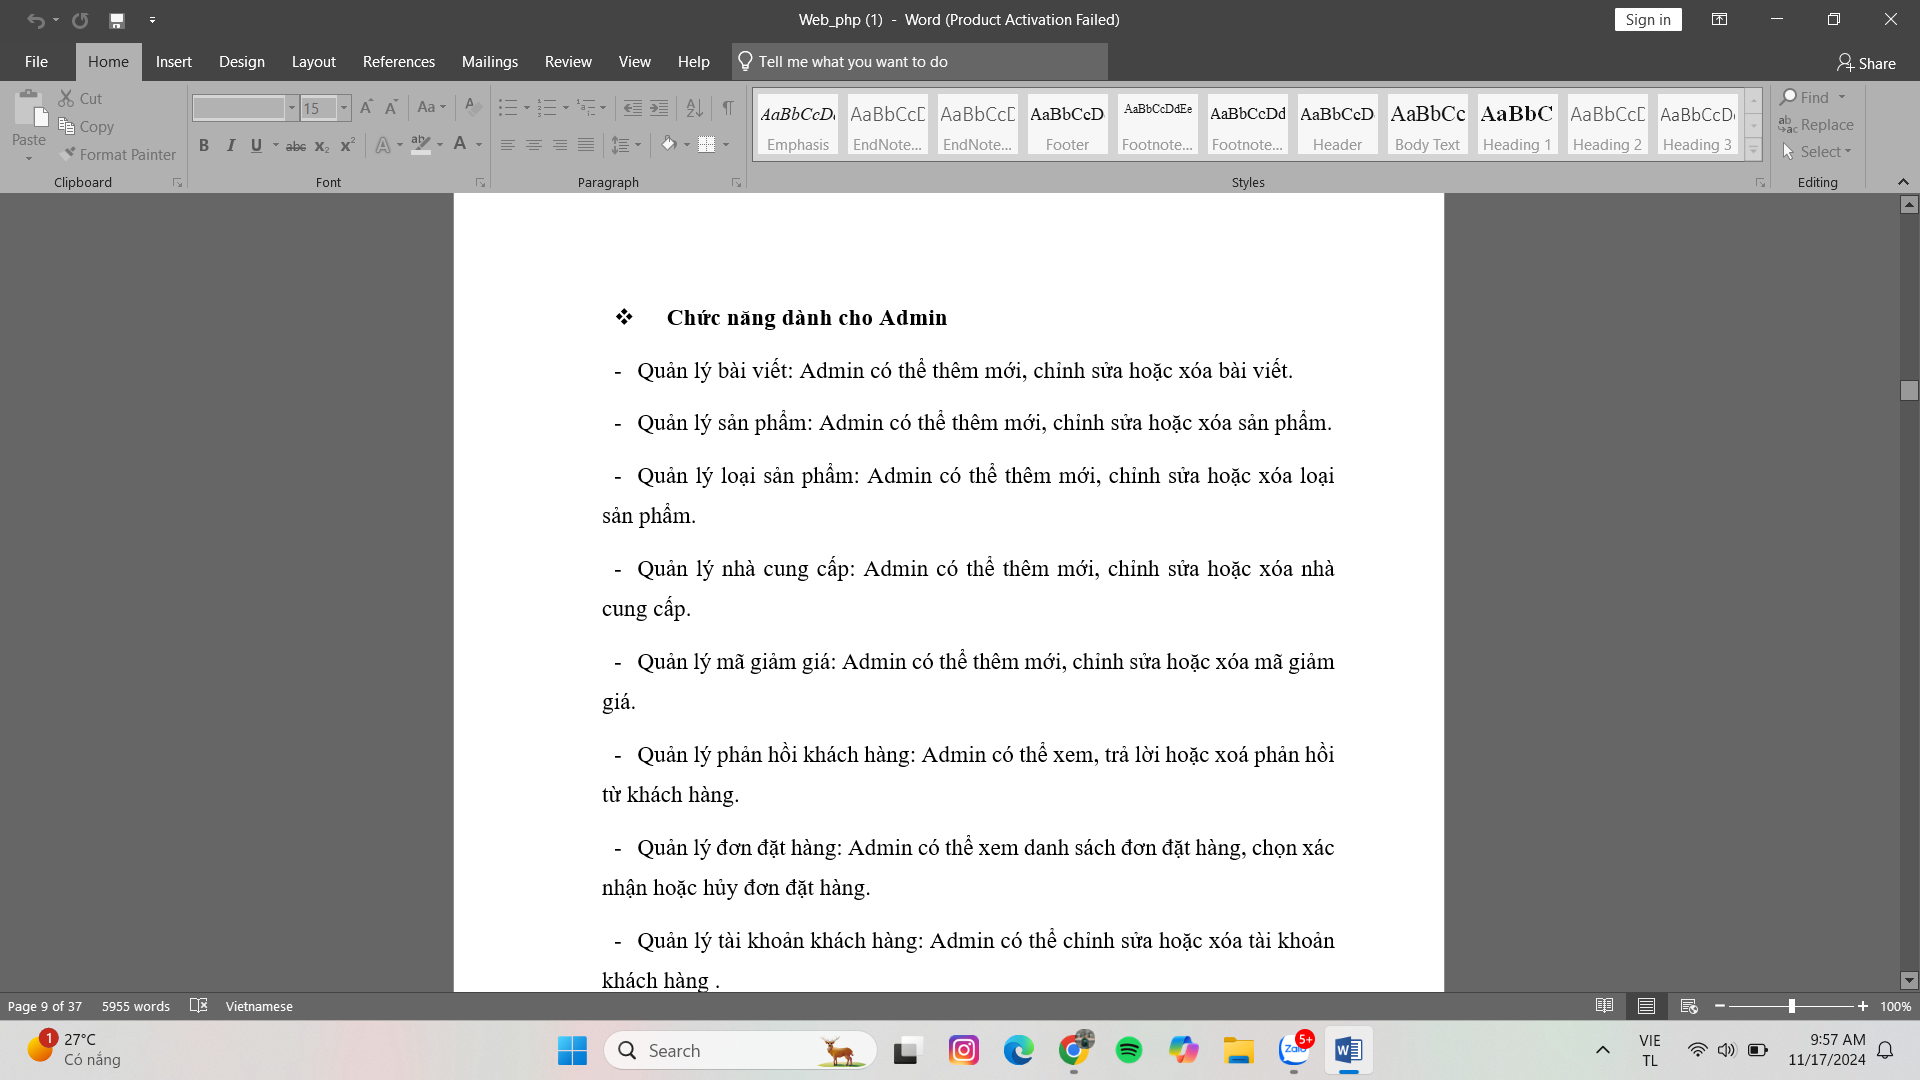 Web_php (1) - Word (Product Activation Failed)
Sign in
File Home Insert Design Layout References Mailings Review View Help Tell me what you want to do
Share
Paste
Cut
Copy
Format Painter
Clipboard
15
Font
Paragraph
AaBbCcDc AaBbCcD AaBbCcD AaBbCcD AaBbCcDdEe AaBbCcDd AaBbCcD AaBbCc AaBbC AaBbCcD AaBbCcDc
Emphasis EndNote... EndNote... Footer Footnote... Footnote... Header Body Text Heading 1 Heading 2 Heading 3
Styles
Find
Replace
Select
Editing
❖ Chức năng dành cho Admin
- Quản lý bài viết: Admin có thể thêm mới, chỉnh sửa hoặc xóa bài viết.
- Quản lý sản phẩm: Admin có thể thêm mới, chỉnh sửa hoặc xóa sản phẩm.
- Quản lý loại sản phẩm: Admin có thể thêm mới, chỉnh sửa hoặc xóa loại
sản phẩm.
- Quản lý nhà cung cấp: Admin có thể thêm mới, chỉnh sửa hoặc xóa nhà
cung cấp.
- Quản lý mã giảm giá: Admin có thể thêm mới, chỉnh sửa hoặc xóa mã giảm
giá.
- Quản lý phản hồi khách hàng: Admin có thể xem, trả lời hoặc xoá phản hồi
từ khách hàng.
- Quản lý đơn đặt hàng: Admin có thể xem danh sách đơn đặt hàng, chọn xác
nhận hoặc hủy đơn đặt hàng.
- Quản lý tài khoản khách hàng: Admin có thể chỉnh sửa hoặc xóa tài khoản
khách hàng .
Page 9 of 37 5955 words Vietnamese
100%
1
27°C
Có nắng
Search
Zalo
5+
VIE
TL
9:57 AM
11/17/2024